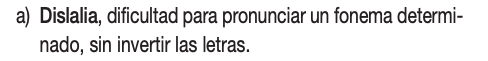 a) Dislalia, dificultad para pronunciar un fonema determi-
nado, sin invertir las letras.